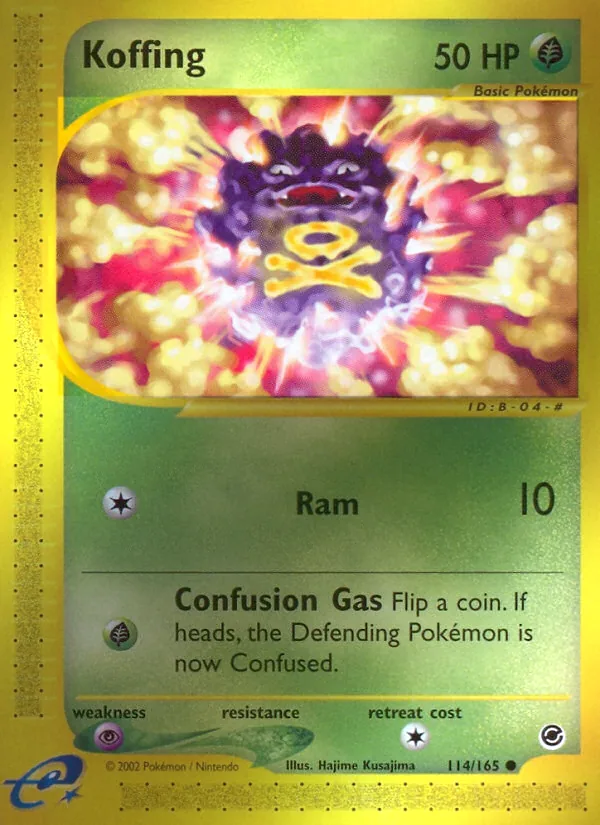 Koffing 50 HP
Basic Pokémon
ID:B-04-#
Ram 10
Confusion Gas Flip a coin. If
heads, the Defending Pokémon is
now Confused.
weakness resistance retreat cost
© 2002 Pokémon / Nintendo Illus. Hajime Kusajima 114/165